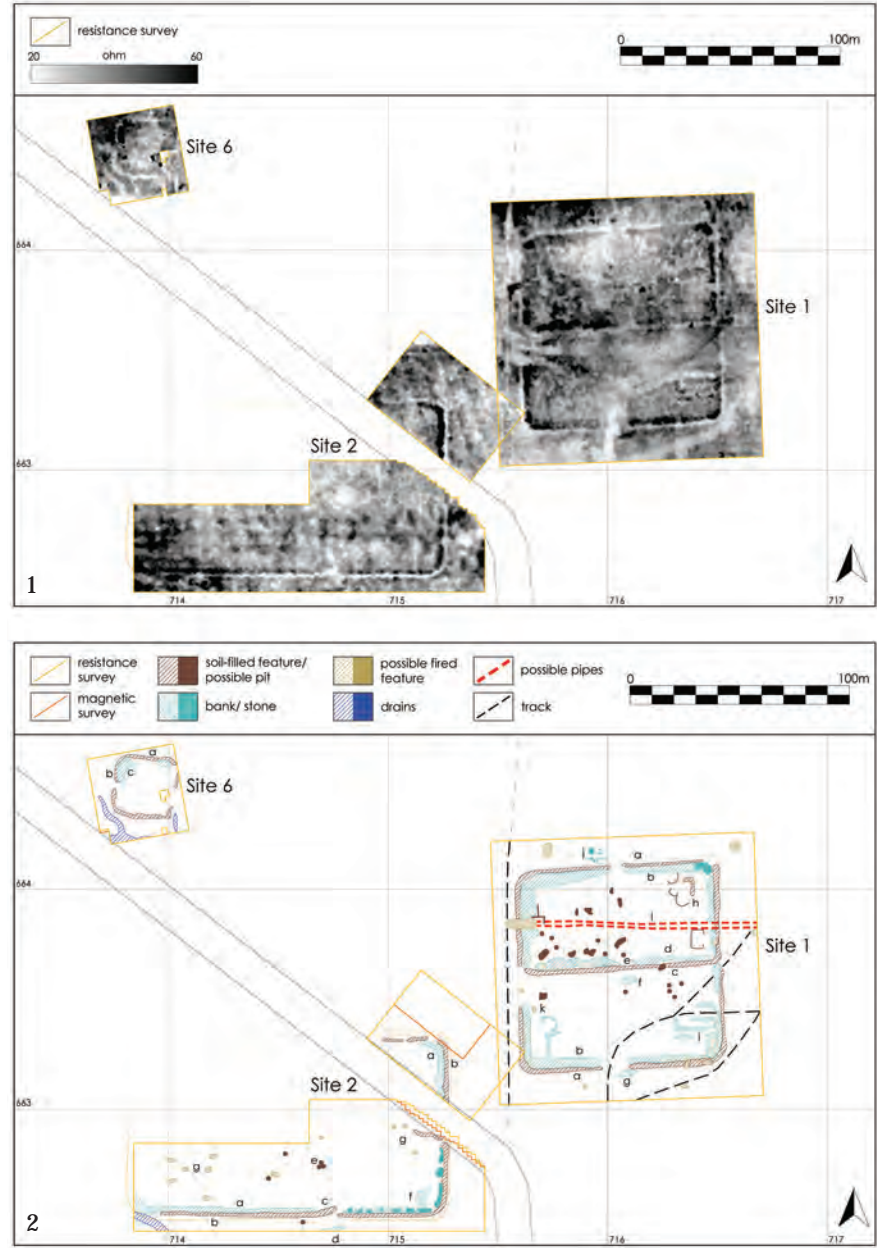 resistance survey
20 ohm 60
0 100m
Site 6
664
Site 1
Site 2
663
1
714 715 716 717
resistance survey
soil-filled feature/ possible pit
possible fired feature
possible pipes
magnetic survey
bank/ stone
drains
track
0 100m
a
b c
Site 6
j a
b
h
664
i
Site 1
d
e c
f
k
a
b
l
b
Site 2
a g
663
g
e
g
a c f
b
2
d
714 715 716 717